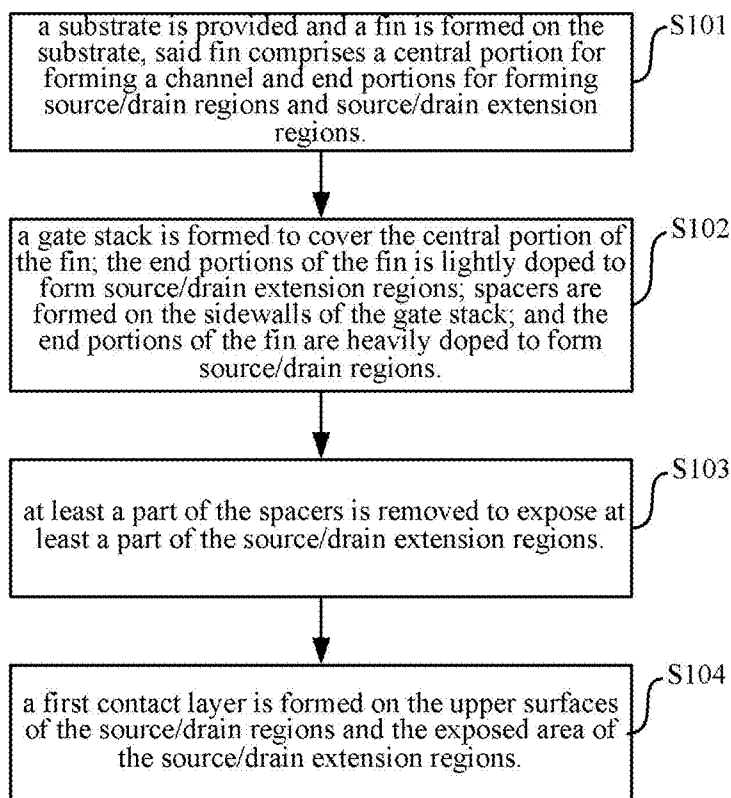 a substrate is provided and a fin is formed on the
substrate, said fin comprises a central portion for
forming a channel and end portions for forming
source/drain regions and source/drain extension
regions.
S101
a gate stack is formed to cover the central portion of
the fin; the end portions of the fin is lightly doped to
form source/drain extension regions; spacers are
formed on the sidewalls of the gate stack; and the
end portions of the fin are heavily doped to form
source/drain regions.
S102
at least a part of the spacers is removed to expose at
least a part of the source/drain extension regions.
S103
a first contact layer is formed on the upper surfaces
of the source/drain regions and the exposed area of
the source/drain extension regions.
S104